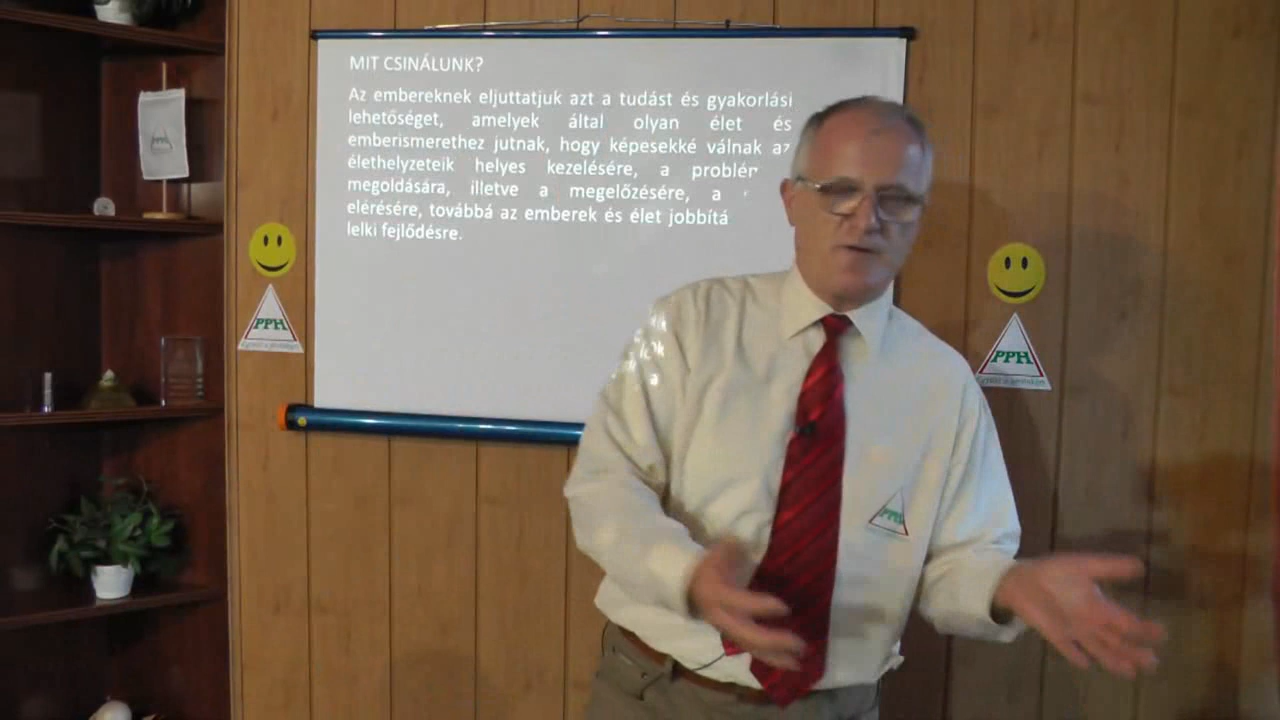 MIT CSINÁLUNK?
Az embereknek eljuttatjuk azt a tudást és gyakorlási
lehetőséget, amelyek által olyan élet és
emberismerethez jutnak, hogy képesekké válnak az
élethelyzeteik helyes kezelésére, a problém
megoldására, illetve a megelőzésére, a
elérésére, továbbá az emberek és élet jobbítá
lelki fejlődésre.
PPH
PPH
PPH